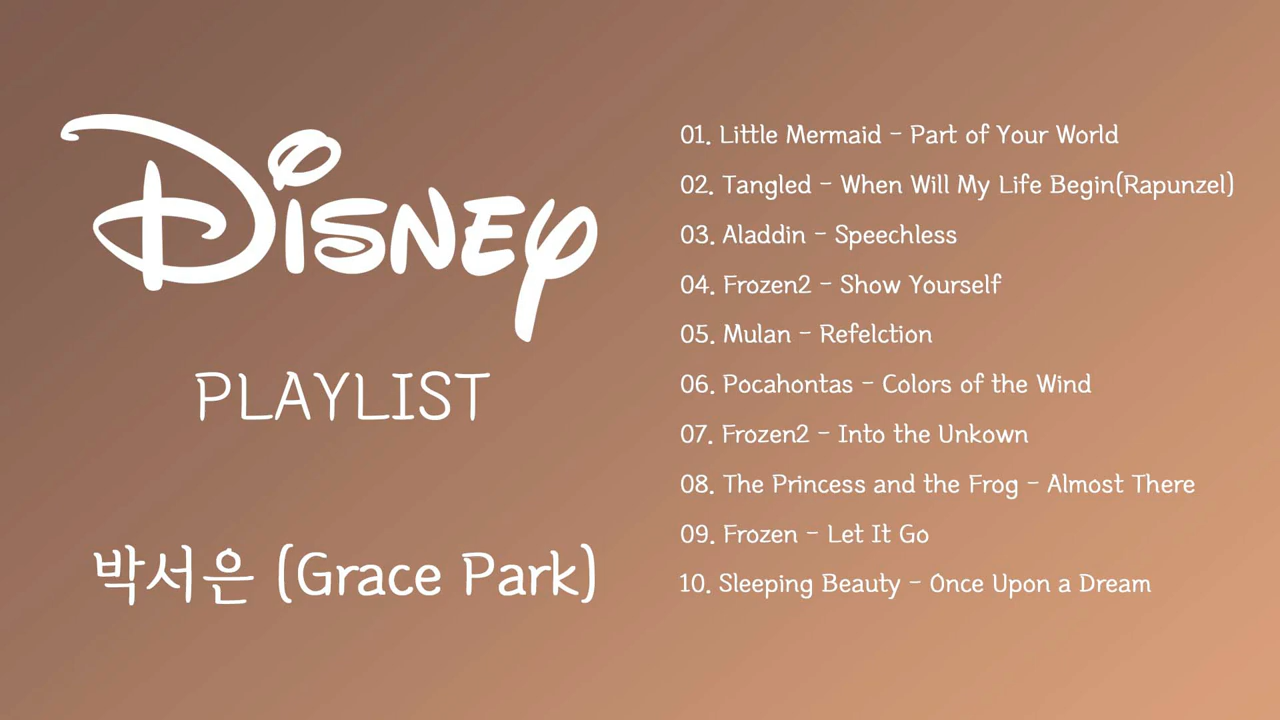 Disney
PLAYLIST
박서은 (Grace Park)
01. Little Mermaid - Part of Your World
02. Tangled - When Will My Life Begin(Rapunzel)
03. Aladdin - Speechless
04. Frozen2 - Show Yourself
05. Mulan - Refelction
06. Pocahontas - Colors of the Wind
07. Frozen2 - Into the Unkown
08. The Princess and the Frog - Almost There
09. Frozen - Let It Go
10. Sleeping Beauty - Once Upon a Dream